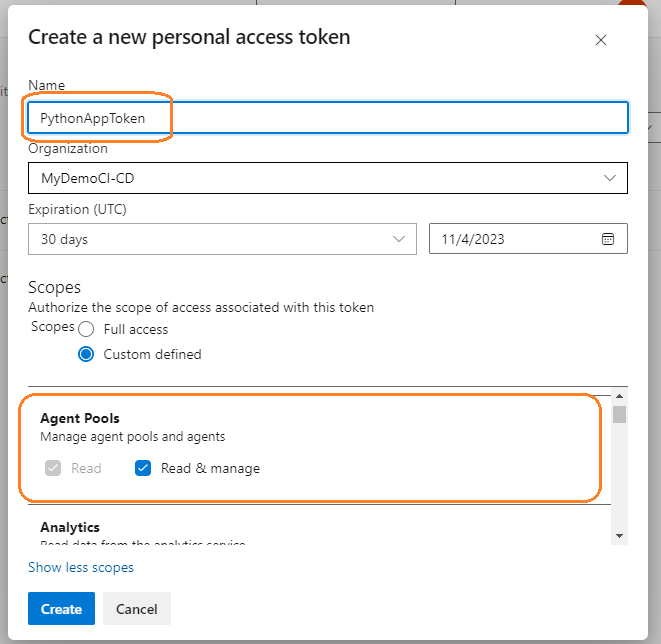 Create a new personal access token
Name
PythonAppToken
Organization
MyDemoCI-CD
Expiration (UTC)
30 days
11/4/2023
Scopes
Authorize the scope of access associated with this token
Scopes
Full access
Custom defined
Agent Pools
Manage agent pools and agents
Read
Read & manage
Analytics
Read data from the analytics service
Show less scopes
Create
Cancel